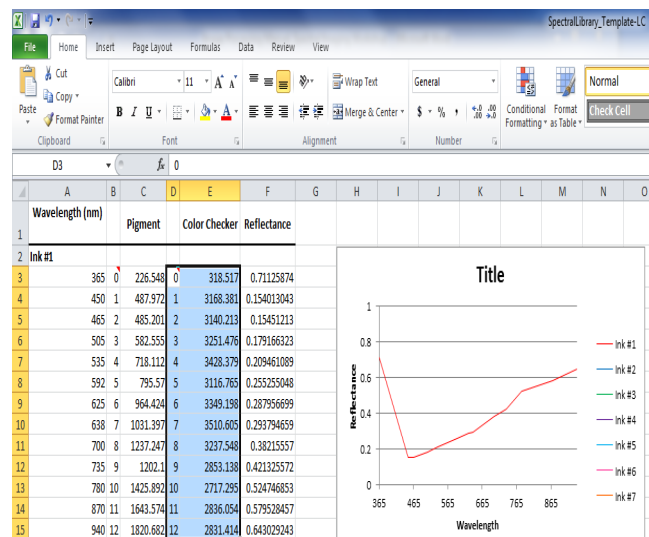 SpectralLibrary_Template-LC
File Home Insert Page Layout Formulas Data Review View
Paste
Cut
Copy
Format Painter
Clipboard
Calibri 11 A A
B I U A
Font
Wrap Text
Merge & Center
Alignment
General
$ % , .0 .00 .00 .0
Number
Conditional Formatting
Format as Table
Normal
Check Cell
D3 fx 0
A B C D E F G H I J K L M N O
1 Wavelength (nm) Pigment Color Checker Reflectance
2 Ink #1
3 365 0 226.548 0 318.517 0.71125874
4 450 1 487.972 1 3168.381 0.154013043
5 465 2 485.201 2 3140.213 0.15451213
6 505 3 582.555 3 3251.476 0.179166323
7 535 4 718.112 4 3428.379 0.209461089
8 592 5 795.57 5 3116.765 0.255255048
9 625 6 964.424 6 3349.198 0.287956699
10 638 7 1031.397 7 3510.605 0.293794659
11 700 8 1237.247 8 3237.548 0.38215557
12 735 9 1202.1 9 2853.138 0.421325572
13 780 10 1425.892 10 2717.295 0.524746853
14 870 11 1643.574 11 2836.054 0.579528457
15 940 12 1820.682 12 2831.414 0.643029243
Title
Reflectance
1
0.8
0.6
0.4
0.2
0
365 465 565 665 765 865
Wavelength
Ink #1
Ink #2
Ink #3
Ink #4
Ink #5
Ink #6
Ink #7